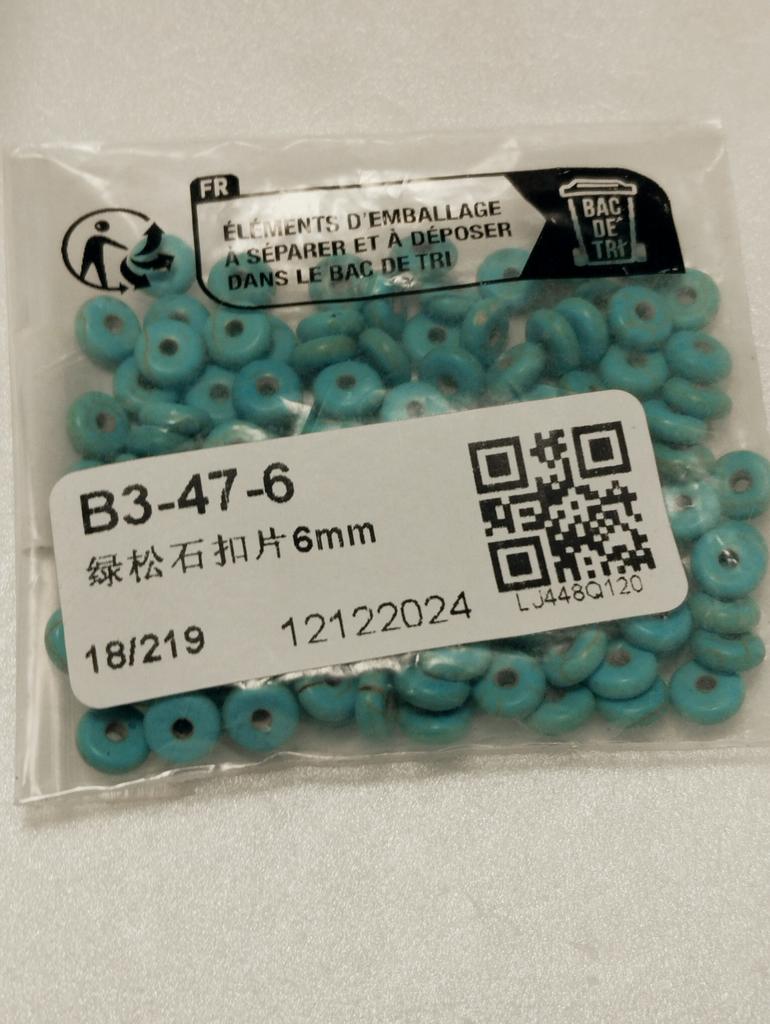 FR
ÉLÉMENTS D'EMBALLAGE
À SÉPARER ET À DÉPOSER
DANS LE BAC DE TRI
BAC
DE
TRI
B3-47-6
绿松石扣片6mm
18/219
12122024
LJ448Q120